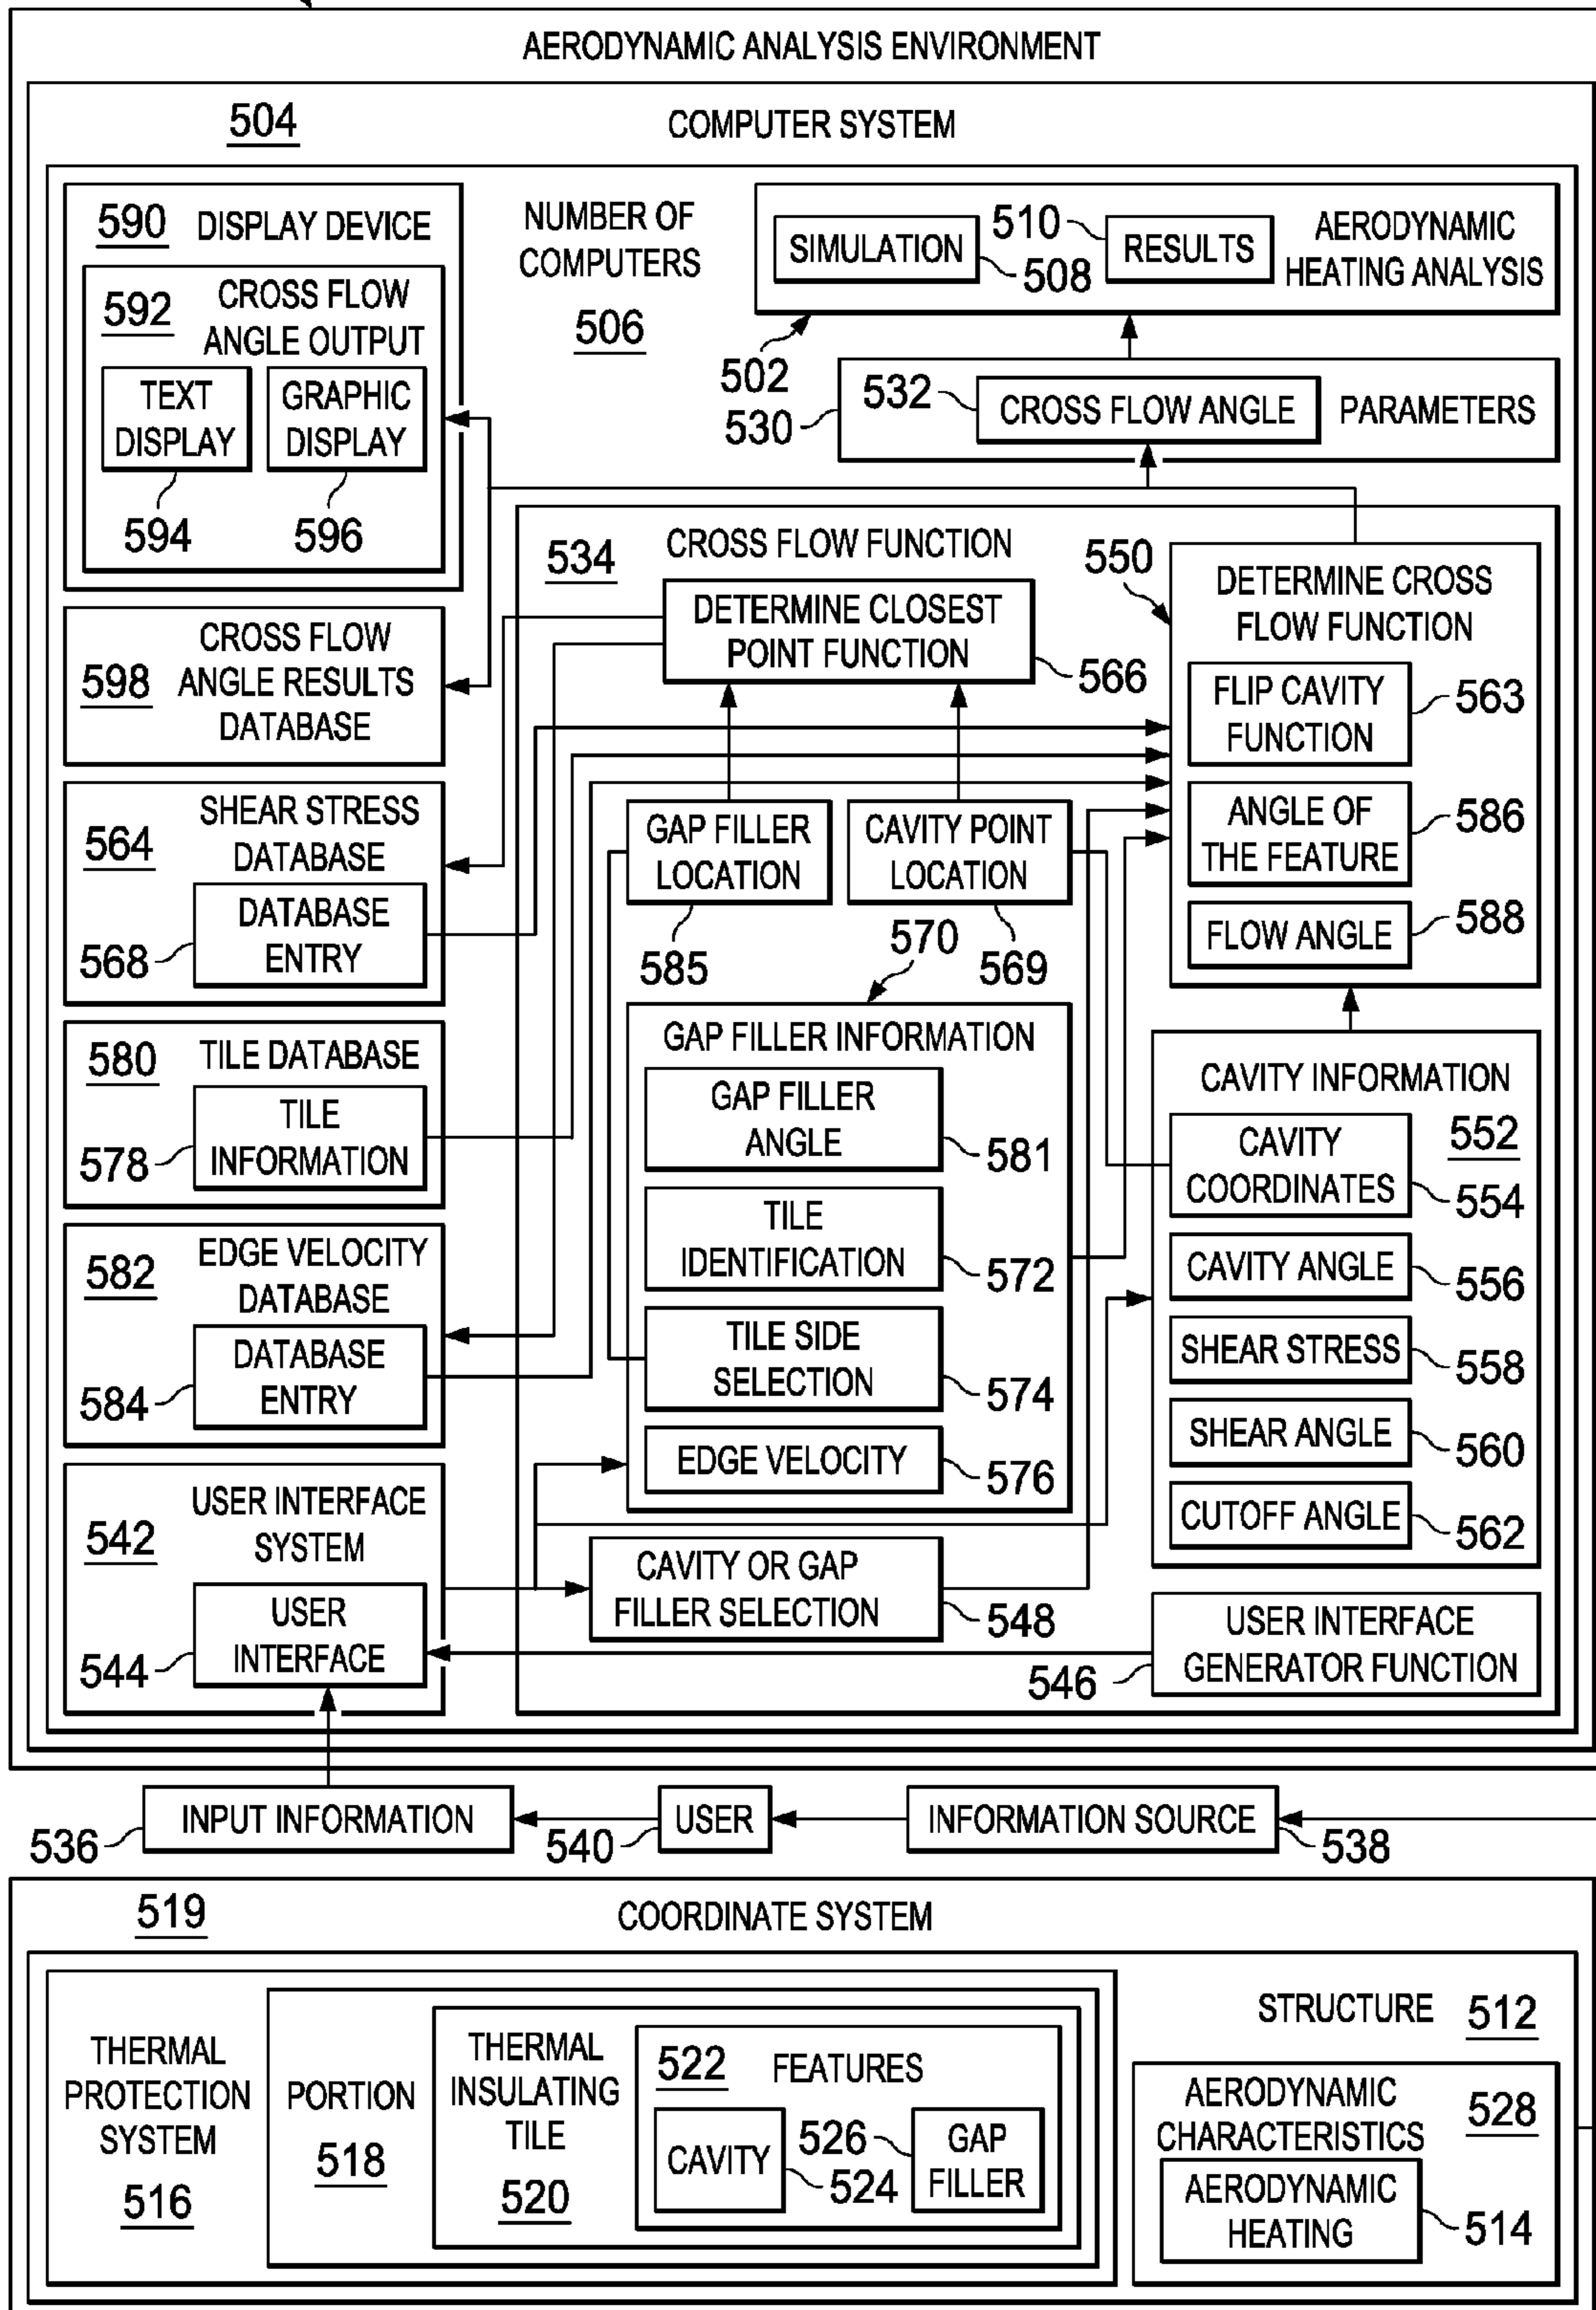 AERODYNAMIC ANALYSIS ENVIRONMENT
504
COMPUTER SYSTEM
590
DISPLAY DEVICE
592
CROSS FLOW
ANGLE OUTPUT
TEXT
DISPLAY
GRAPHIC
DISPLAY
594
596
NUMBER OF
COMPUTERS
506
SIMULATION
508
510
RESULTS
AERODYNAMIC
HEATING ANALYSIS
502
530
532
CROSS FLOW ANGLE
PARAMETERS
598
CROSS FLOW
ANGLE RESULTS
DATABASE
564
SHEAR STRESS
DATABASE
568
DATABASE
ENTRY
580
TILE DATABASE
578
TILE
INFORMATION
582
EDGE VELOCITY
DATABASE
584
DATABASE
ENTRY
542
USER INTERFACE
SYSTEM
544
USER
INTERFACE
534
CROSS FLOW FUNCTION
DETERMINE CLOSEST
POINT FUNCTION
566
GAP FILLER
LOCATION
585
CAVITY POINT
LOCATION
569
570
GAP FILLER INFORMATION
GAP FILLER
ANGLE
581
TILE
IDENTIFICATION
572
TILE SIDE
SELECTION
574
EDGE VELOCITY
576
CAVITY OR GAP
FILLER SELECTION
548
550
DETERMINE CROSS
FLOW FUNCTION
FLIP CAVITY
FUNCTION
563
ANGLE OF
THE FEATURE
586
FLOW ANGLE
588
CAVITY INFORMATION
552
CAVITY
COORDINATES
554
CAVITY ANGLE
556
SHEAR STRESS
558
SHEAR ANGLE
560
CUTOFF ANGLE
562
USER INTERFACE
GENERATOR FUNCTION
546
INPUT INFORMATION
536
USER
540
INFORMATION SOURCE
538
519
COORDINATE SYSTEM
THERMAL
PROTECTION
SYSTEM
516
PORTION
518
THERMAL
INSULATING
TILE
520
522
FEATURES
CAVITY
524
526
GAP
FILLER
STRUCTURE
512
AERODYNAMIC
CHARACTERISTICS
528
AERODYNAMIC
HEATING
514